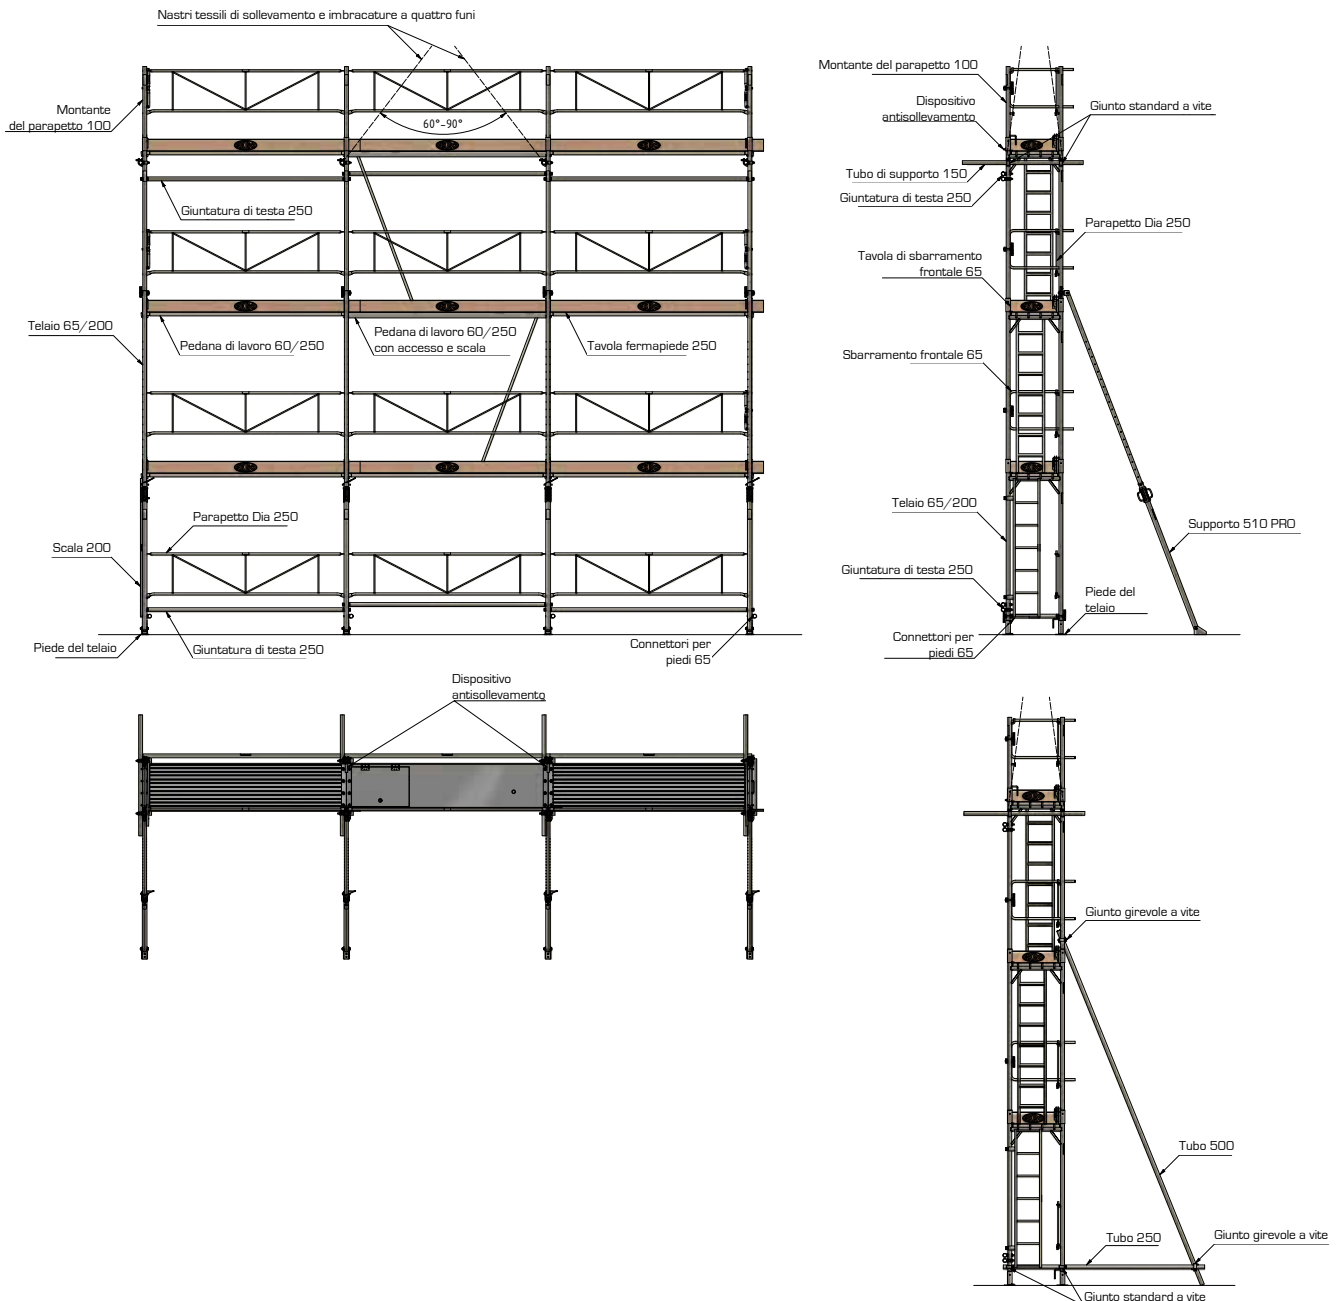 Nastri tessili di sollevamento e imbracature a quattro funi
Montante
del parapetto 100
60°-90°
Giuntatura di testa 250
Telaio 65/200
Pedana di lavoro 60/250
Pedana di lavoro 60/250
con accesso e scala
Tavola fermapiede 250
Parapetto Dia 250
Scala 200
Piede del telaio
Giuntatura di testa 250
Connettori per
piedi 65
Montante del parapetto 100
Dispositivo
antisollevamento
Giunto standard a vite
Tubo di supporto 150
Giuntatura di testa 250
Parapetto Dia 250
Tavola di sbarramento
frontale 65
Sbarramento frontale 65
Telaio 65/200
Supporto 510 PRO
Giuntatura di testa 250
Piede del
telaio
Connettori per
piedi 65
Dispositivo
antisollevamento
Giunto girevole a vite
Tubo 500
Tubo 250
Giunto girevole a vite
Giunto standard a vite